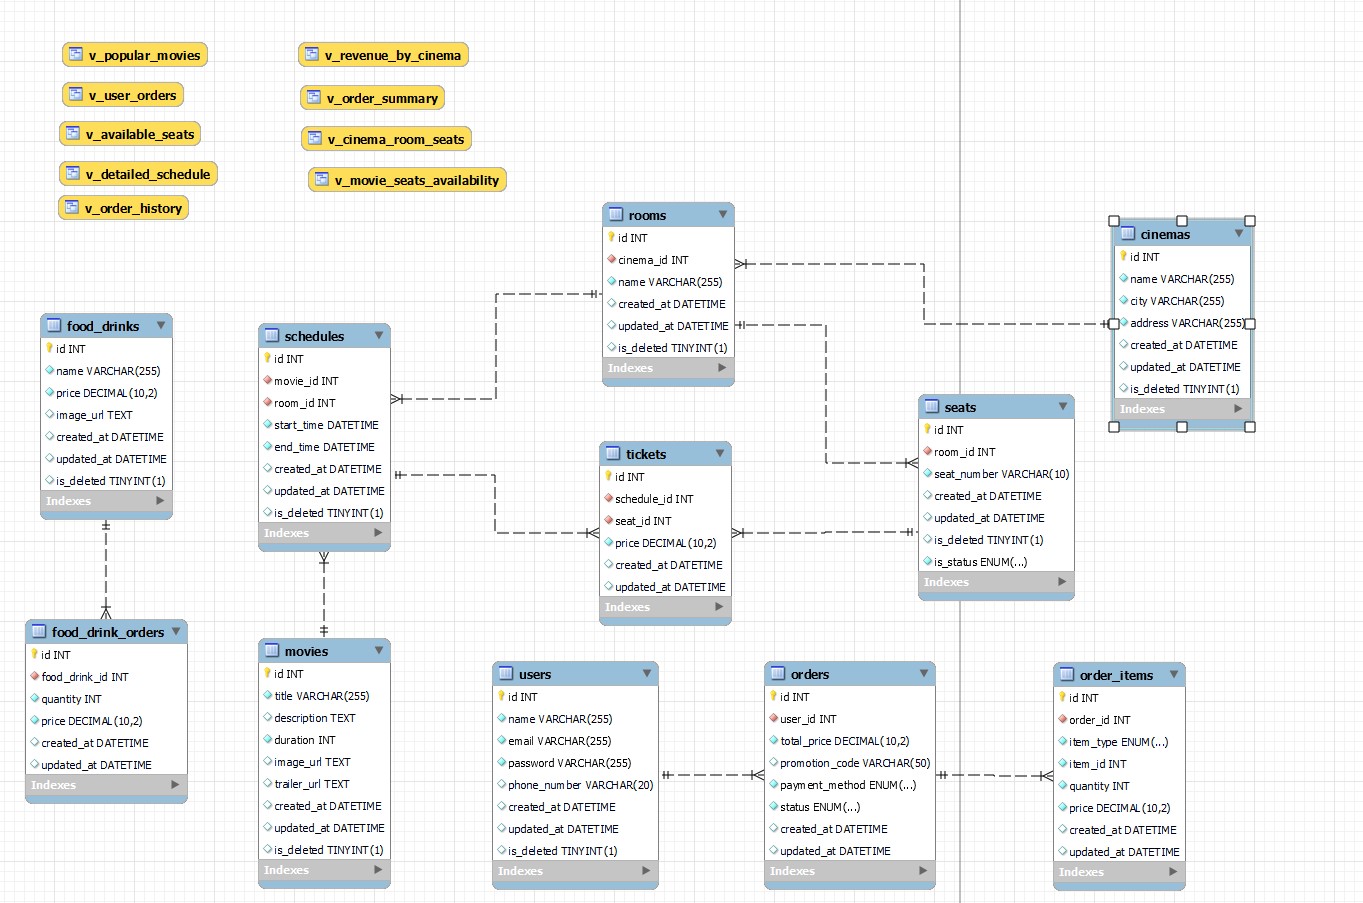 v_popular_movies
v_user_orders
v_available_seats
v_detailed_schedule
v_order_history
v_revenue_by_cinema
v_order_summary
v_cinema_room_seats
v_movie_seats_availability
rooms
id INT
cinema_id INT
name VARCHAR(255)
created_at DATETIME
updated_at DATETIME
is_deleted TINYINT(1)
Indexes
cinemas
id INT
name VARCHAR(255)
city VARCHAR(255)
address VARCHAR(255)
created_at DATETIME
updated_at DATETIME
is_deleted TINYINT(1)
Indexes
food_drinks
id INT
name VARCHAR(255)
price DECIMAL(10,2)
image_url TEXT
created_at DATETIME
updated_at DATETIME
is_deleted TINYINT(1)
Indexes
schedules
id INT
movie_id INT
room_id INT
start_time DATETIME
end_time DATETIME
created_at DATETIME
updated_at DATETIME
is_deleted TINYINT(1)
Indexes
tickets
id INT
schedule_id INT
seat_id INT
price DECIMAL(10,2)
created_at DATETIME
updated_at DATETIME
Indexes
seats
id INT
room_id INT
seat_number VARCHAR(10)
created_at DATETIME
updated_at DATETIME
is_deleted TINYINT(1)
is_status ENUM(...)
Indexes
food_drink_orders
id INT
food_drink_id INT
quantity INT
price DECIMAL(10,2)
created_at DATETIME
updated_at DATETIME
Indexes
movies
id INT
title VARCHAR(255)
description TEXT
duration INT
image_url TEXT
trailer_url TEXT
created_at DATETIME
updated_at DATETIME
is_deleted TINYINT(1)
Indexes
users
id INT
name VARCHAR(255)
email VARCHAR(255)
password VARCHAR(255)
phone_number VARCHAR(20)
created_at DATETIME
updated_at DATETIME
is_deleted TINYINT(1)
Indexes
orders
id INT
user_id INT
total_price DECIMAL(10,2)
promotion_code VARCHAR(50)
payment_method ENUM(...)
status ENUM(...)
created_at DATETIME
updated_at DATETIME
Indexes
order_items
id INT
order_id INT
item_type ENUM(...)
item_id INT
quantity INT
price DECIMAL(10,2)
created_at DATETIME
updated_at DATETIME
Indexes